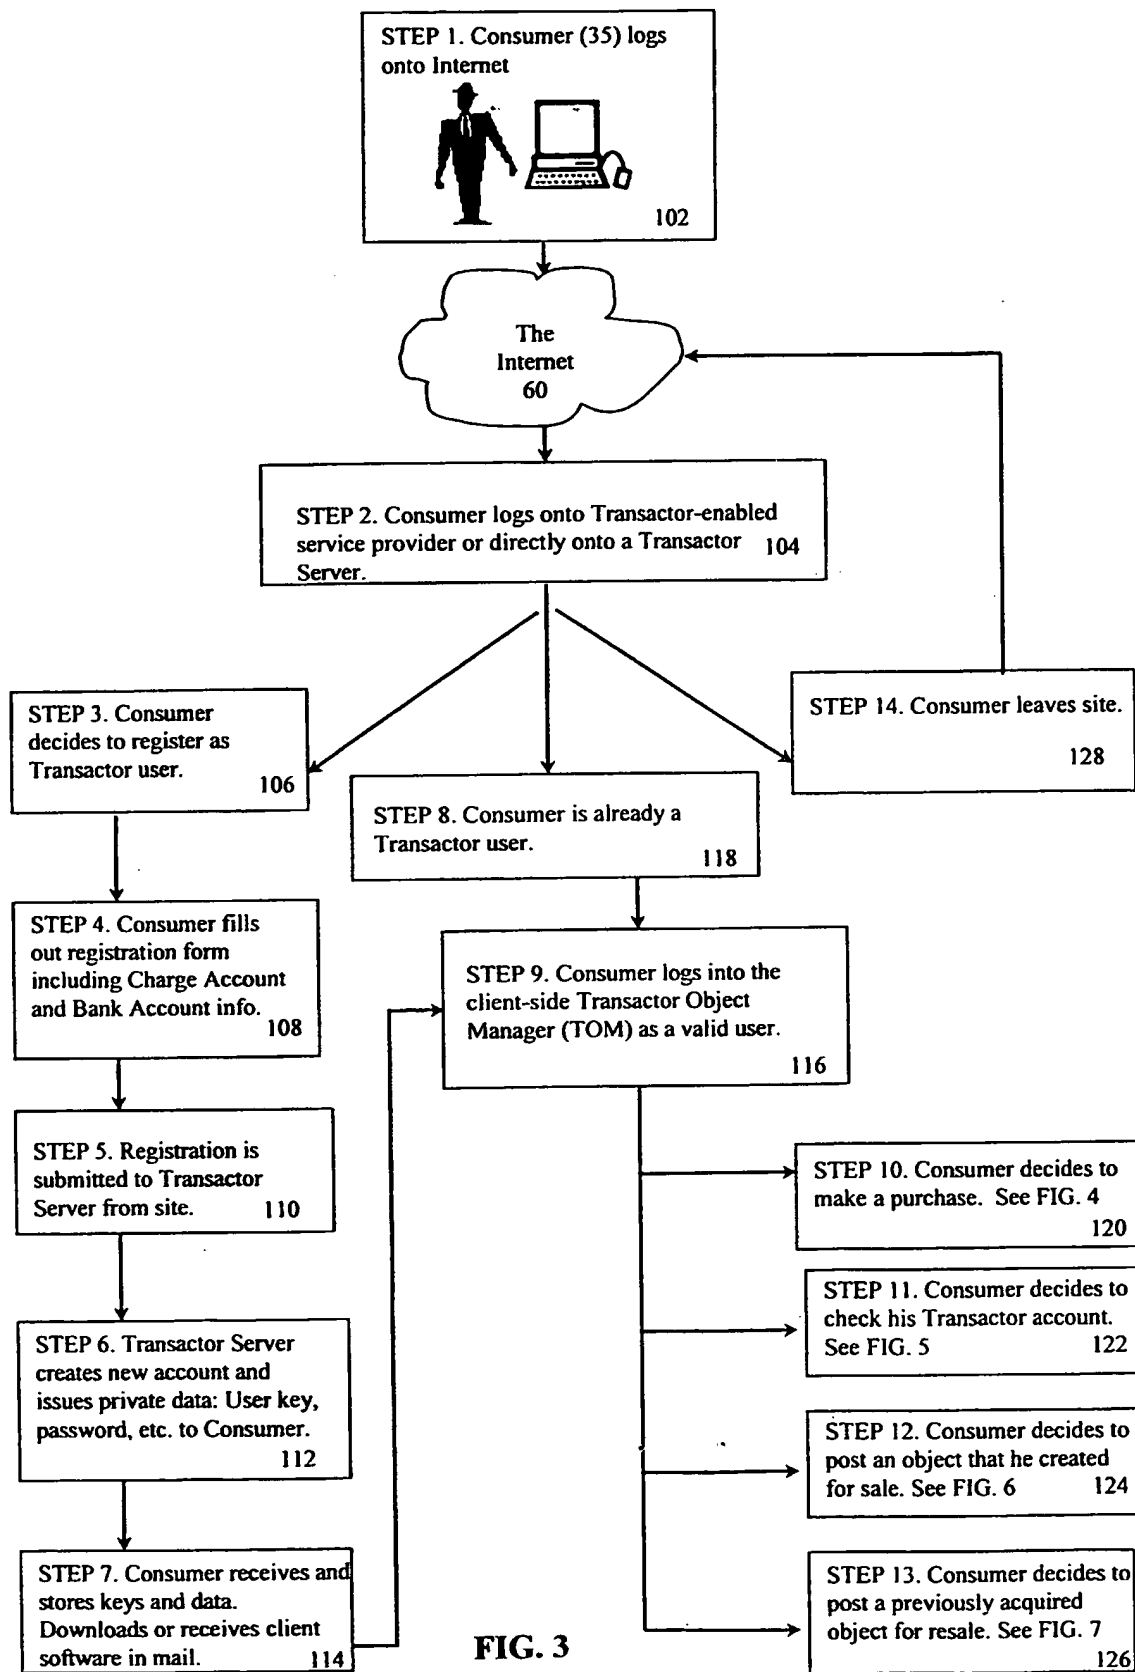 STEP 1. Consumer (35) logs
onto Internet
102
The
Internet
60
STEP 2. Consumer logs onto Transactor-enabled
service provider or directly onto a Transactor
Server.
104
STEP 3. Consumer
decides to register as
Transactor user.
106
STEP 14. Consumer leaves site.
128
STEP 8. Consumer is already a
Transactor user.
118
STEP 4. Consumer fills
out registration form
including Charge Account
and Bank Account info.
108
STEP 9. Consumer logs into the
client-side Transactor Object
Manager (TOM) as a valid user.
116
STEP 5. Registration is
submitted to Transactor
Server from site.
110
STEP 10. Consumer decides to
make a purchase. See FIG. 4
120
STEP 11. Consumer decides to
check his Transactor account.
See FIG. 5
122
STEP 6. Transactor Server
creates new account and
issues private data: User key,
password, etc. to Consumer.
112
STEP 12. Consumer decides to
post an object that he created
for sale. See FIG. 6
124
STEP 7. Consumer receives and
stores keys and data.
Downloads or receives client
software in mail.
114
STEP 13. Consumer decides to
post a previously acquired
object for resale. See FIG. 7
126
FIG. 3